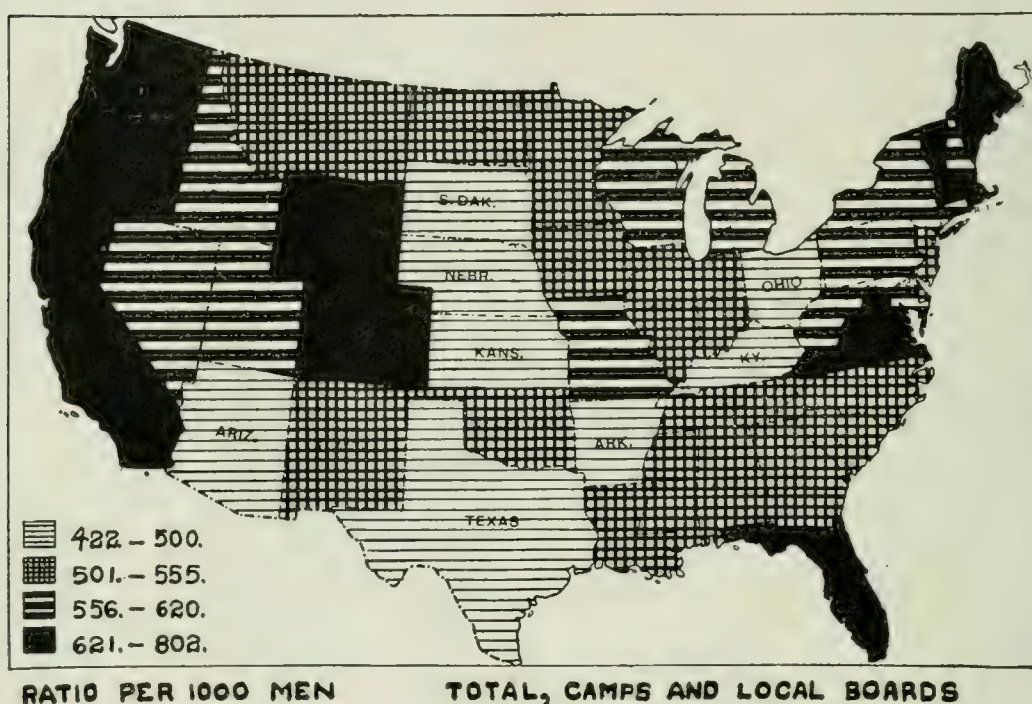 S. DAK.
NEBR.
OHIO
KANS.
KY.
ARIZ.
ARK.
TEXAS
422. – 500.
501. – 555.
556. – 620.
621. – 802.
RATIO PER 1000 MEN TOTAL, CAMPS AND LOCAL BOARDS